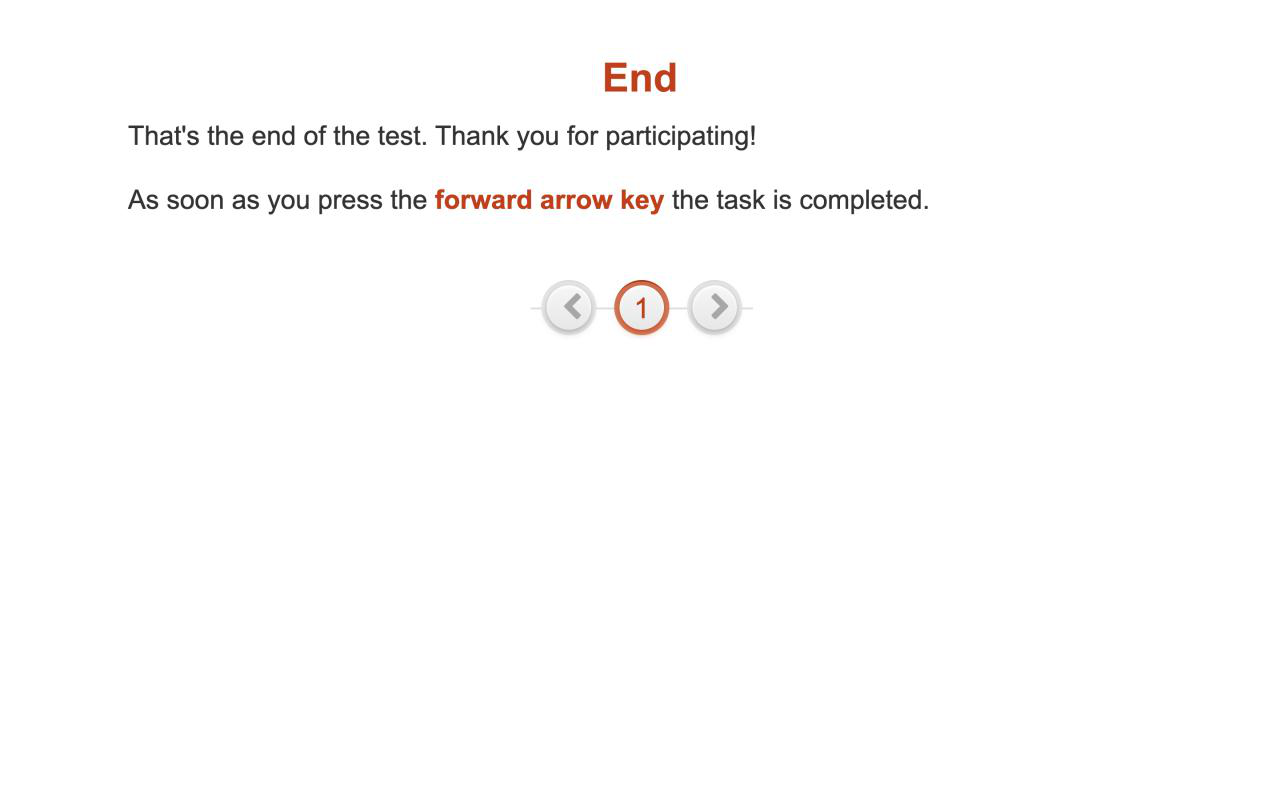 End
That's the end of the test. Thank you for participating!
As soon as you press the forward arrow key the task is completed.
1